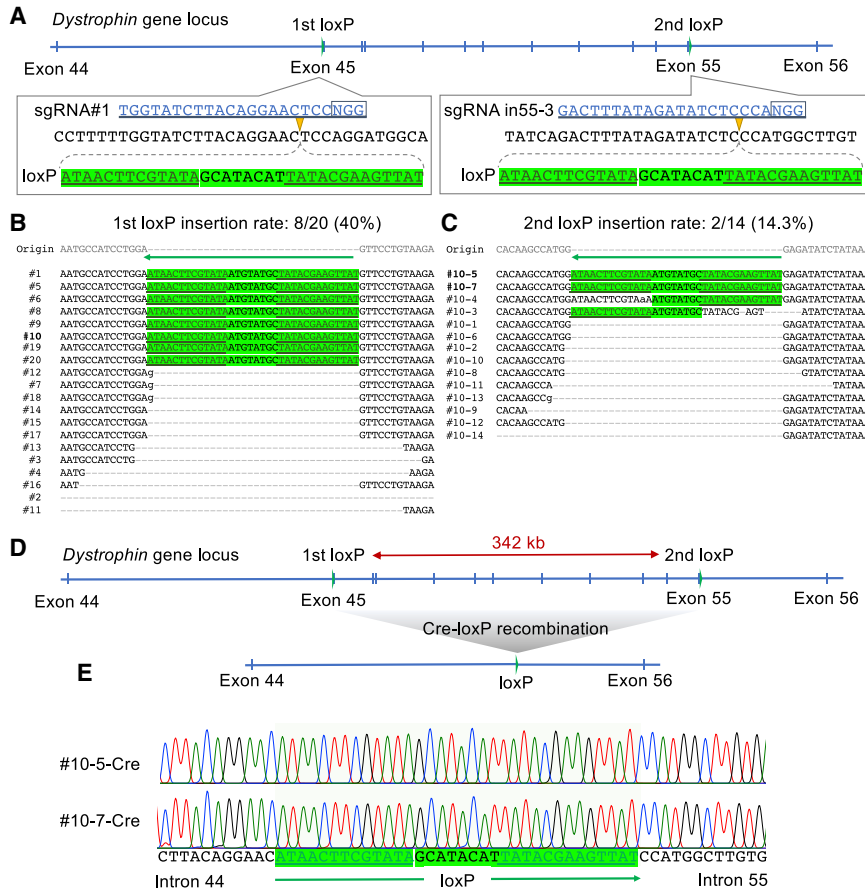 A
Dystrophin gene locus
1st loxP
2nd loxP
Exon 44
Exon 45
Exon 55
Exon 56
sgRNA#1 TGGTATCTTACAGGAACTCCNGG
CCTTTTTGGTATCTTACAGGAACTCCAGGATGGCA
loxP ATAACTTCGTATAGCATACATTATACGAAGTTAT
sgRNA in55-3 GACTTTATAGATATCTCCCANGG
TATCAGACTTTATAGATATCTCCCATGGCTTGT
loxP ATAACTTCGTATAGCATACATTATACGAAGTTAT
B
1st loxP insertion rate: 8/20 (40%)
Origin AATGCCATCCTGGA GTTCCTGTAAGA
#1 AATGCCATCCTGGAATAACTTCGTATAATGTATGCTATACGAAGTTATGTTCCTGTAAGA
#5 AATGCCATCCTGGAATAACTTCGTATAATGTATGCTATACGAAGTTATGTTCCTGTAAGA
#6 AATGCCATCCTGGAATAACTTCGTATAATGTATGCTATACGAAGTTATGTTCCTGTAAGA
#8 AATGCCATCCTGGAATAACTTCGTATAATGTATGCTATACGAAGTTATGTTCCTGTAAGA
#9 AATGCCATCCTGGAATAACTTCGTATAATGTATGCTATACGAAGTTATGTTCCTGTAAGA
#10 AATGCCATCCTGGAATAACTTCGTATAATGTATGCTATACGAAGTTATGTTCCTGTAAGA
#19 AATGCCATCCTGGAATAACTTCGTATAATGTATGCTATACGAAGTTATGTTCCTGTAAGA
#20 AATGCCATCCTGGAATAACTTCGTATAATGTATGCTATACGAAGTTATGTTCCTGTAAGA
#12 AATGCCATCCTGGAg GTTCCTGTAAGA
#7 AATGCCATCCTGGAg GTTCCTGTAAGA
#18 AATGCCATCCTGGAg GTTCCTGTAAGA
#14 AATGCCATCCTGGA GTTCCTGTAAGA
#15 AATGCCATCCTGGA GTTCCTGTAAGA
#17 AATGCCATCCTGGA GTTCCTGTAAGA
#13 AATGCCATCCTG TAAGA
#3 AATGCCATCCTG GA
#4 AATG AAGA
#16 AAT GTTCCTGTAAGA
#2
#11 TAAGA
C
2nd loxP insertion rate: 2/14 (14.3%)
Origin CACAAGCCATGG GAGATATCTATAA
#10-5 CACAAGCCATGGATAACTTCGTATAATGTATGCTATACGAAGTTATGAGATATCTATAA
#10-7 CACAAGCCATGGATAACTTCGTATAATGTATGCTATACGAAGTTATGAGATATCTATAA
#10-4 CACAAGCCATGGATAACTTCGTAaAATGTATGCTATACGAAGTTATGAGATATCTATAA
#10-3 CACAAGCCATGGATAACTTCGTATAATGTATGCTATACG-AGT ATATCTATAA
#10-1 CACAAGCCATGG GAGATATCTATAA
#10-6 CACAAGCCATGG GAGATATCTATAA
#10-2 CACAAGCCATG GAGATATCTATAA
#10-10 CACAAGCCATG GAGATATCTATAA
#10-8 CACAAGCCATG GTATCTATAA
#10-11 CACAAGCCA TATAA
#10-13 CACAAGCCg GAGATATCTATAA
#10-9 CACAA GAGATATCTATAA
#10-12 CACAAGCCATG GAGATATCTATAA
#10-14 GAGATATCTATAA
D
Dystrophin gene locus
1st loxP
342 kb
2nd loxP
Exon 44
Exon 45
Exon 55
Exon 56
Cre-loxP recombination
Exon 44
loxP
Exon 56
E
#10-5-Cre
#10-7-Cre
CTTACAGGAACATAACTTCGTATAGCATACATTATACGAAGTTATCCATGGCTTGTG
Intron 44
loxP
Intron 55